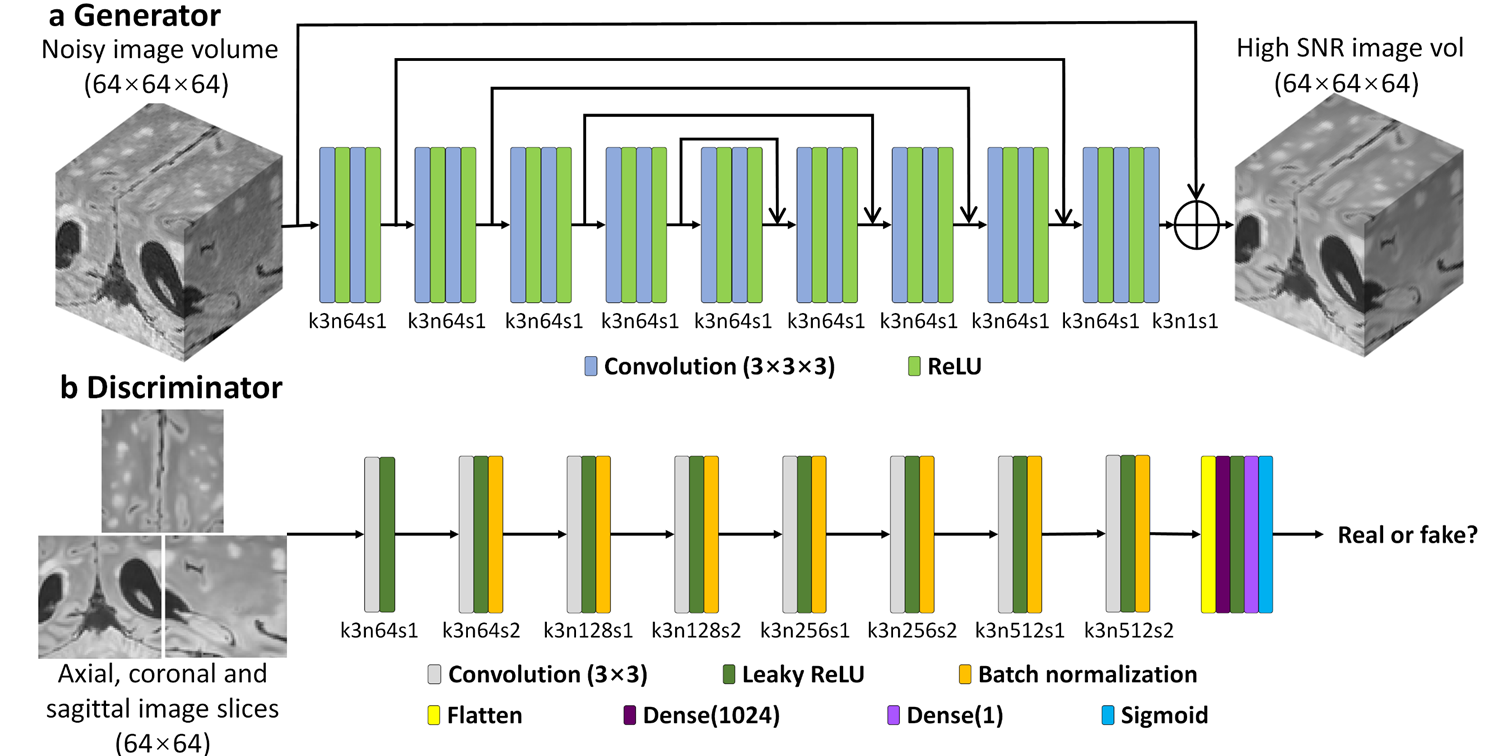 a Generator
Noisy image volume
(64×64×64)
High SNR image vol
(64×64×64)
k3n64s1 k3n64s1 k3n64s1 k3n64s1 k3n64s1 k3n64s1 k3n64s1 k3n64s1 k3n64s1 k3n1s1
Convolution (3×3×3) ReLU
b Discriminator
Real or fake?
k3n64s1 k3n64s2 k3n128s1 k3n128s2 k3n256s1 k3n256s2 k3n512s1 k3n512s2
Axial, coronal and
sagittal image slices
(64×64)
Convolution (3×3) Leaky ReLU Batch normalization
Flatten Dense(1024) Dense(1) Sigmoid